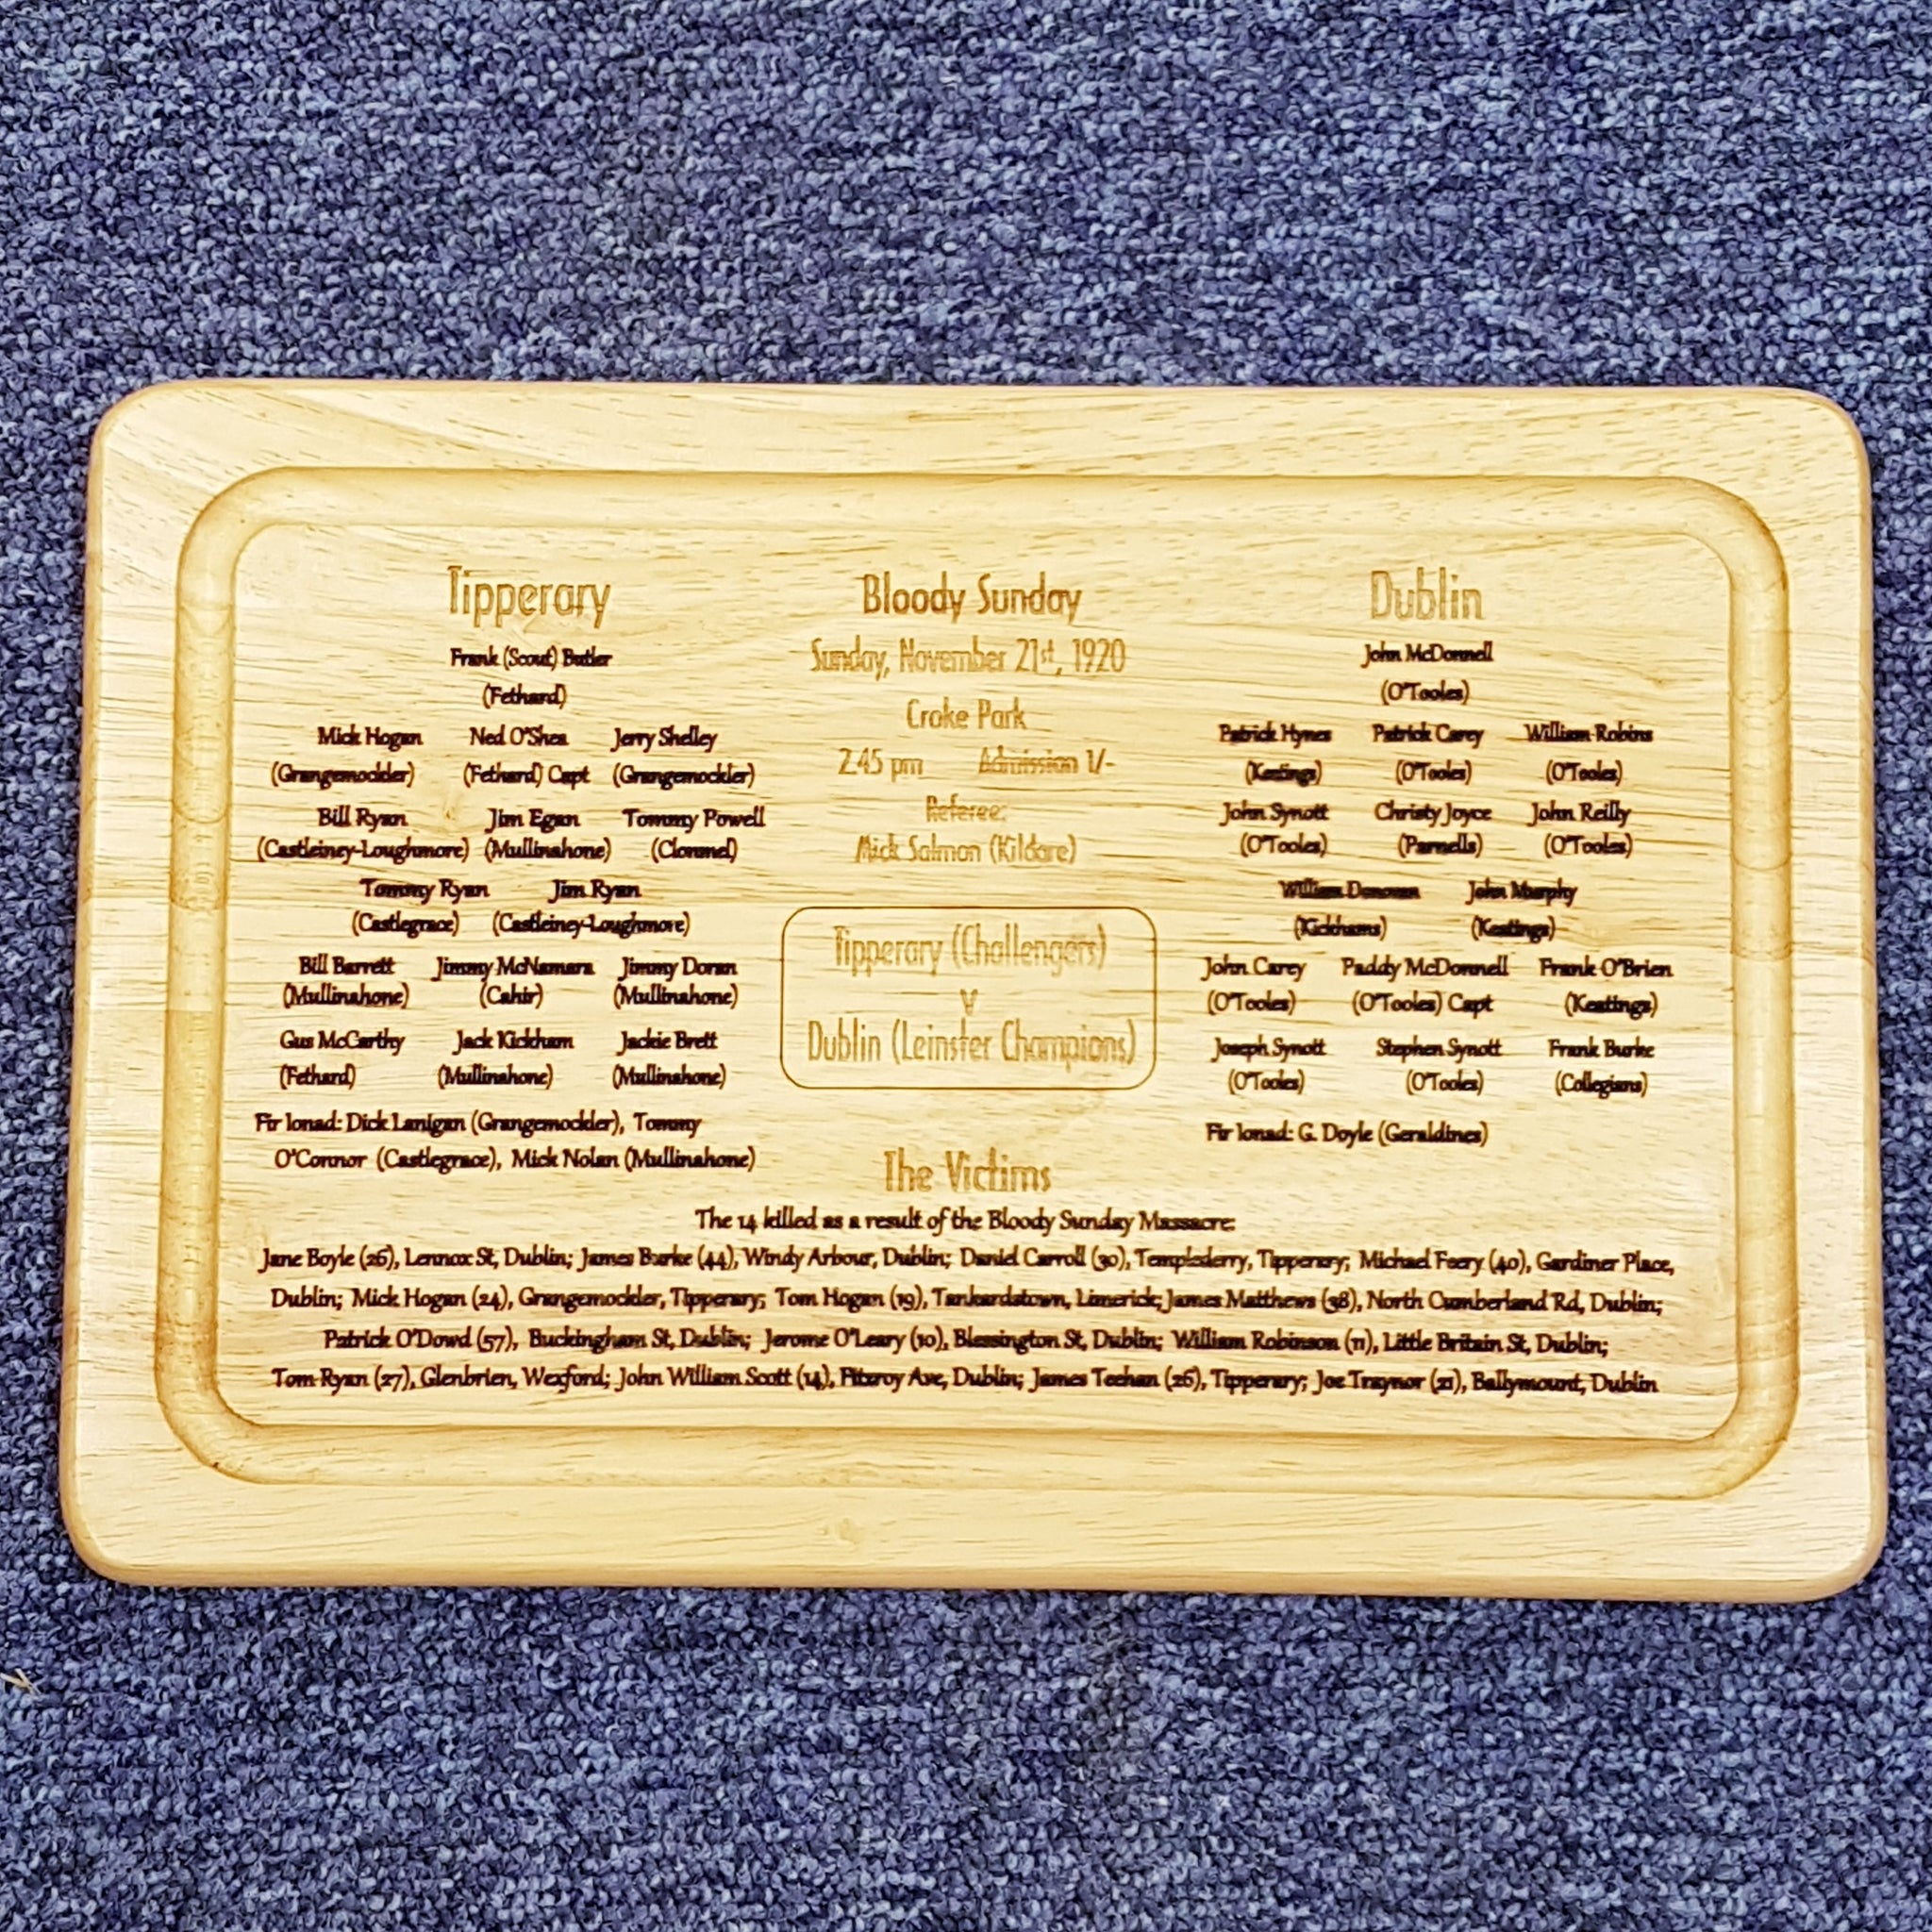 Tipperary
Frank (Scout) Butler
(Fethard)
Mick Hogan Ned O'Shea Jerry Shelley
(Grangemockler) (Fethard) Capt (Grangemockler)
Bill Ryan Jim Egan Tommy Powell
(Castleiney-Loughmore) (Mullinahone) (Clonmel)
Tommy Ryan Jim Ryan
(Castlegrace) (Castleiney-Loughmore)
Bill Barrett Jimmy McNamara Jimmy Doran
(Mullinahone) (Cahir) (Mullinahone)
Gus McCarthy Jack Kickham Jackie Brett
(Fethard) (Mullinahone) (Mullinahone)
Fir Ionad: Dick Lanigan (Grangemockler), Tommy
O'Connor (Castlegrace), Mick Nolan (Mullinahone)
Bloody Sunday
Sunday, November 21st, 1920
Croke Park
2.45 pm Admission 1/-
Referee:
Mick Salmon (Kildare)
Tipperary (Challengers)
V
Dublin (Leinster Champions)
Dublin
John McDonnell
(O'Tooles)
Patrick Hynes Patrick Carey William Robins
(Keatings) (O'Tooles) (O'Tooles)
John Synott Christy Joyce John Reilly
(O'Tooles) (Parnells) (O'Tooles)
William Donovan John Murphy
(Kickhams) (Keatings)
John Carey Paddy McDonnell Frank O'Brien
(O'Tooles) (O'Tooles) Capt (Keatings)
Joseph Synott Stephen Synott Frank Burke
(O'Tooles) (O'Tooles) (Collegians)
Fir Ionad: G. Doyle (Geraldines)
The Victims
The 14 killed as a result of the Bloody Sunday Massacre:
Jane Boyle (26), Lennox St, Dublin; James Burke (44), Windy Arbour, Dublin; Daniel Carroll (30), Templederry, Tipperary; Michael Feery (40), Gardiner Place,
Dublin; Mick Hogan (24), Grangemockler, Tipperary; Tom Hogan (19), Tankardstown, Limerick; James Matthews (38), North Cumberland Rd, Dublin;
Patrick O'Dowd (57), Buckingham St, Dublin; Jerome O'Leary (10), Blessington St, Dublin; William Robinson (11), Little Britain St, Dublin;
Tom Ryan (27), Glenbrien, Wexford; John William Scott (14), Fitzroy Ave, Dublin; James Teehan (26), Tipperary; Joe Traynor (21), Ballymount, Dublin